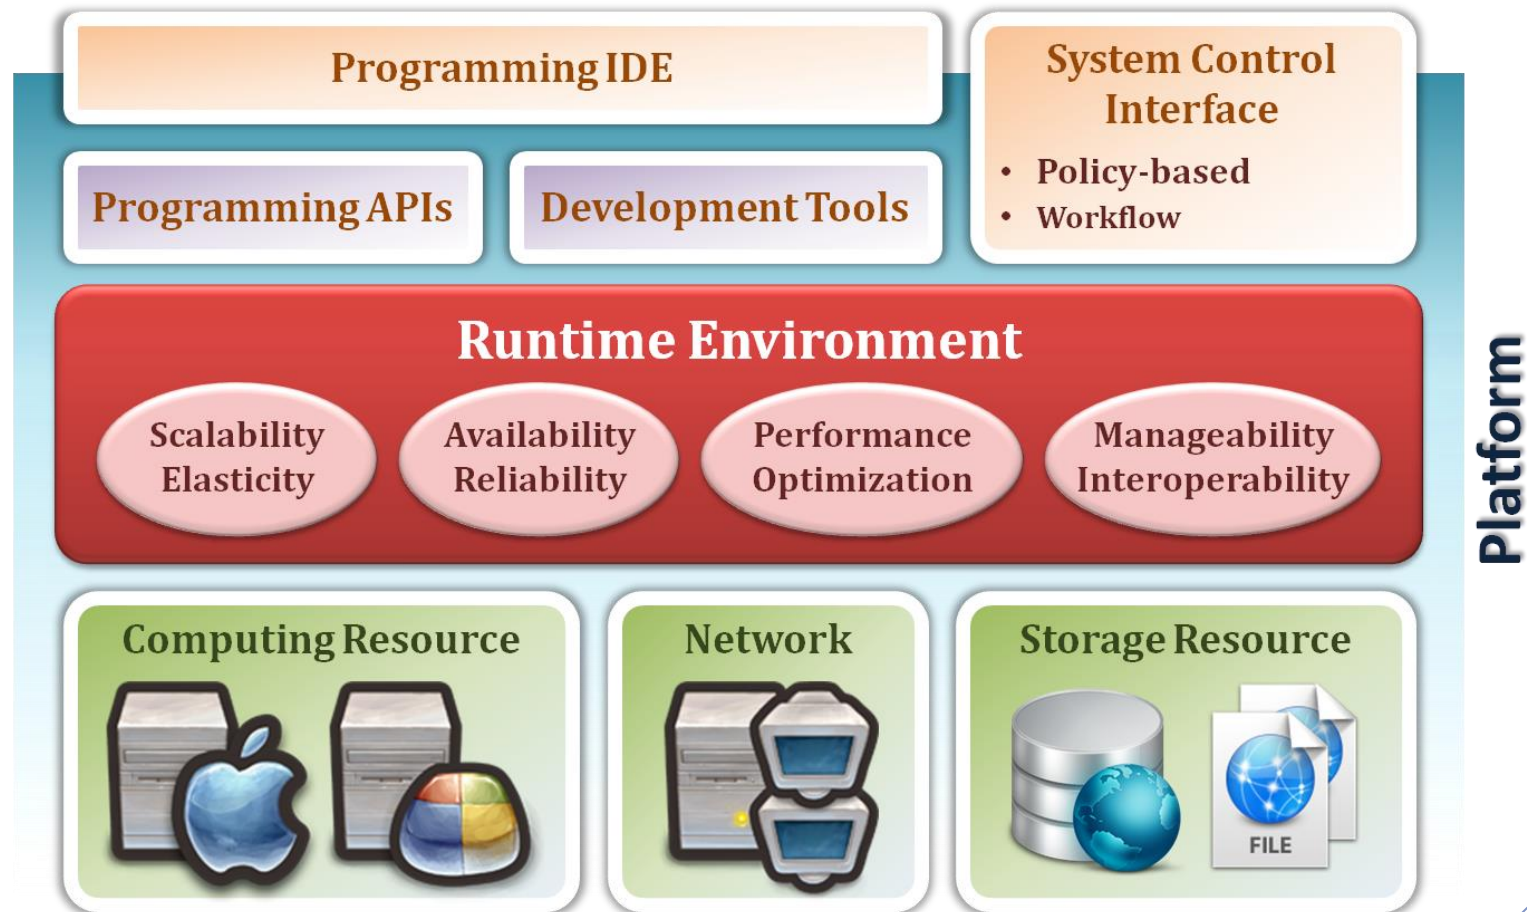 Programming IDE
System Control
Interface
• Policy-based
• Workflow
Programming APIs
Development Tools
Runtime Environment
Scalability
Elasticity
Availability
Reliability
Performance
Optimization
Manageability
Interoperability
Computing Resource
Network
Storage Resource
FILE
Platform